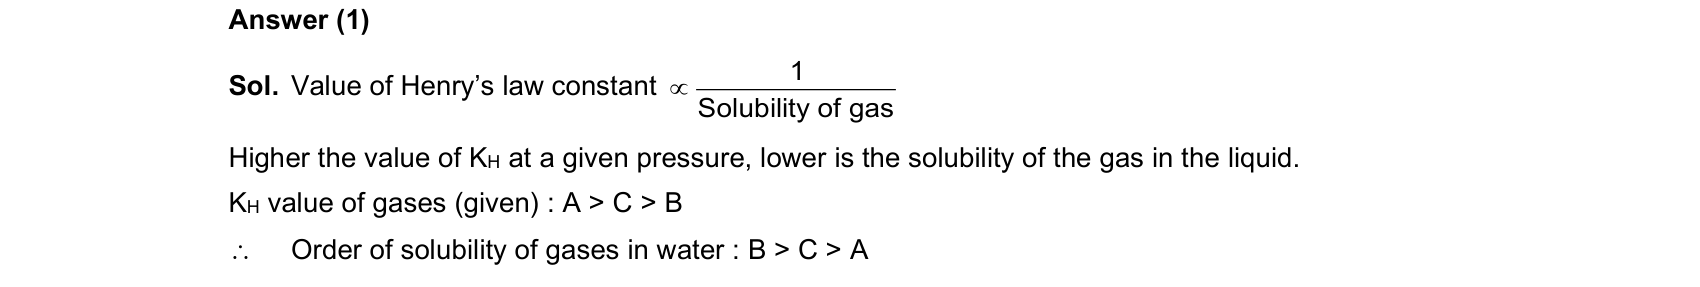 Answer (1)
Sol. Value of Henry’s law constant ∝ 1
Solubility of gas
Higher the value of KH at a given pressure, lower is the solubility of the gas in the liquid.
KH value of gases (given) : A > C > B
∴ Order of solubility of gases in water : B > C > A